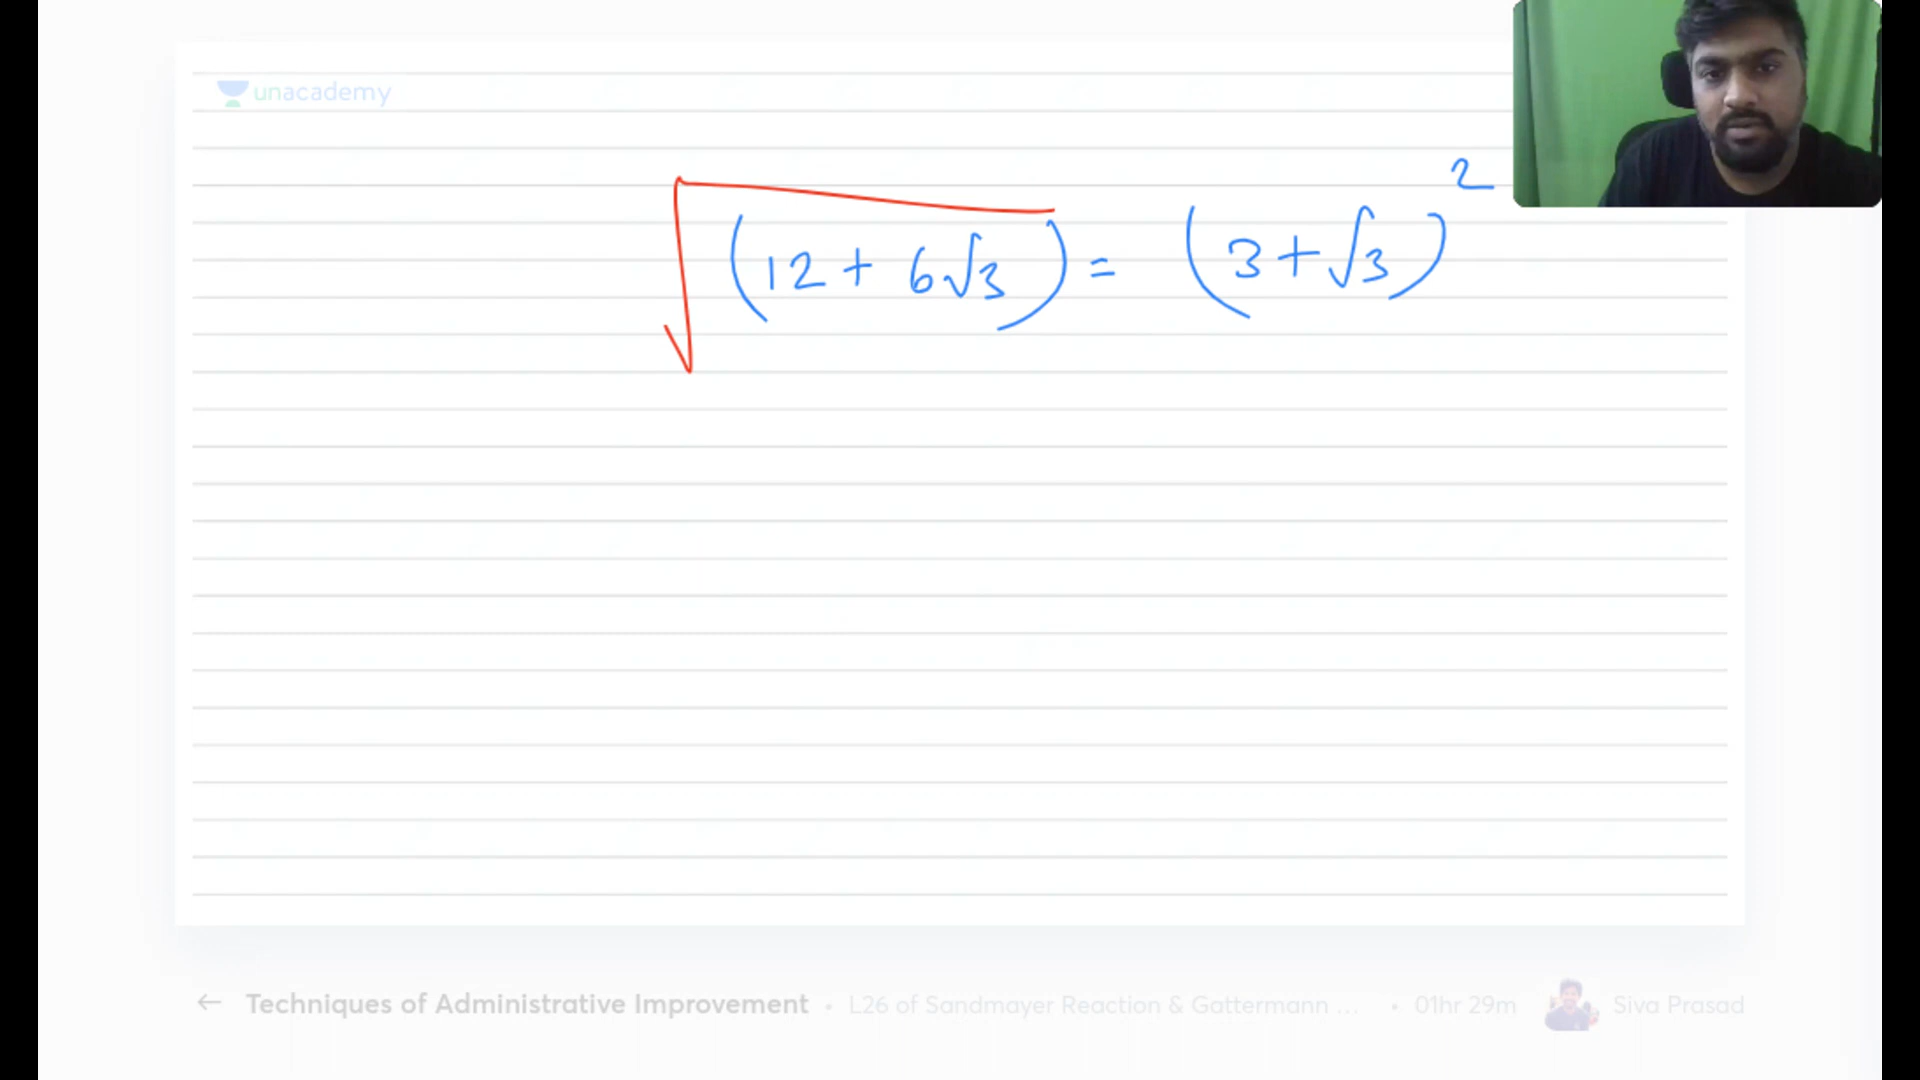 unacademy
√(12 + 6√3) = (3 + √3)²
← Techniques of Administrative Improvement • L26 of Sandmayer Reaction & Gattermann ... • 01hr 29m Siva Prasad